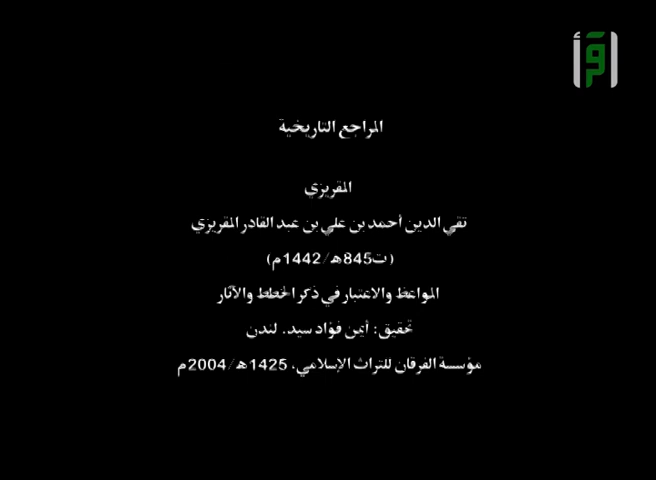 اقرأ
المراجع التاريخية
المقريزي
تقي الدين أحمد بن علي بن عبد القادر المقريزي
(ت845هـ/1442م)
المواعظ والاعتبار في ذكر الخطط والآثار
تحقيق: أيمن فؤاد سيد. لندن
مؤسسة الفرقان للتراث الإسلامي، 1425هـ/2004م